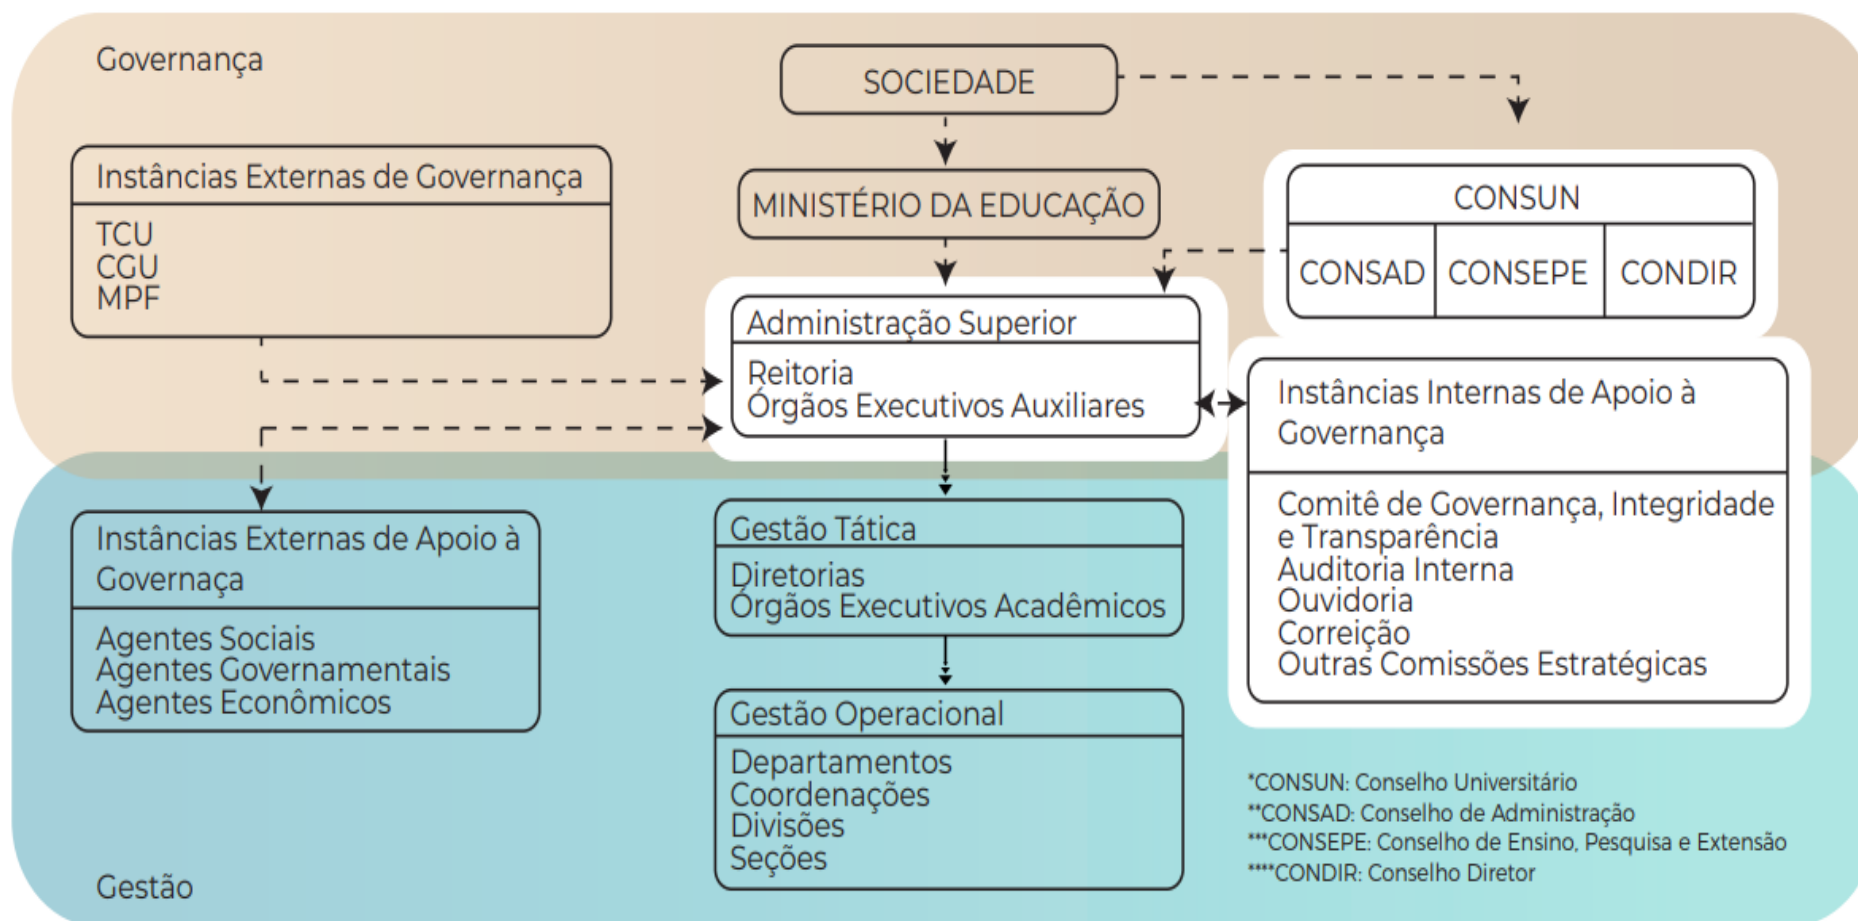 Governança
SOCIEDADE
Instâncias Externas de Governança
TCU
CGU
MPF
MINISTÉRIO DA EDUCAÇÃO
CONSUN
CONSAD
CONSEPE
CONDIR
Administração Superior
Reitoria
Órgãos Executivos Auxiliares
Instâncias Internas de Apoio à
Governança
Comitê de Governança, Integridade
e Transparência
Auditoria Interna
Ouvidoria
Correição
Outras Comissões Estratégicas
Instâncias Externas de Apoio à
Governaça
Agentes Sociais
Agentes Governamentais
Agentes Econômicos
Gestão Tática
Diretorias
Órgãos Executivos Acadêmicos
Gestão Operacional
Departamentos
Coordenações
Divisões
Seções
*CONSUN: Conselho Universitário
**CONSAD: Conselho de Administração
***CONSEPE: Conselho de Ensino, Pesquisa e Extensão
****CONDIR: Conselho Diretor
Gestão